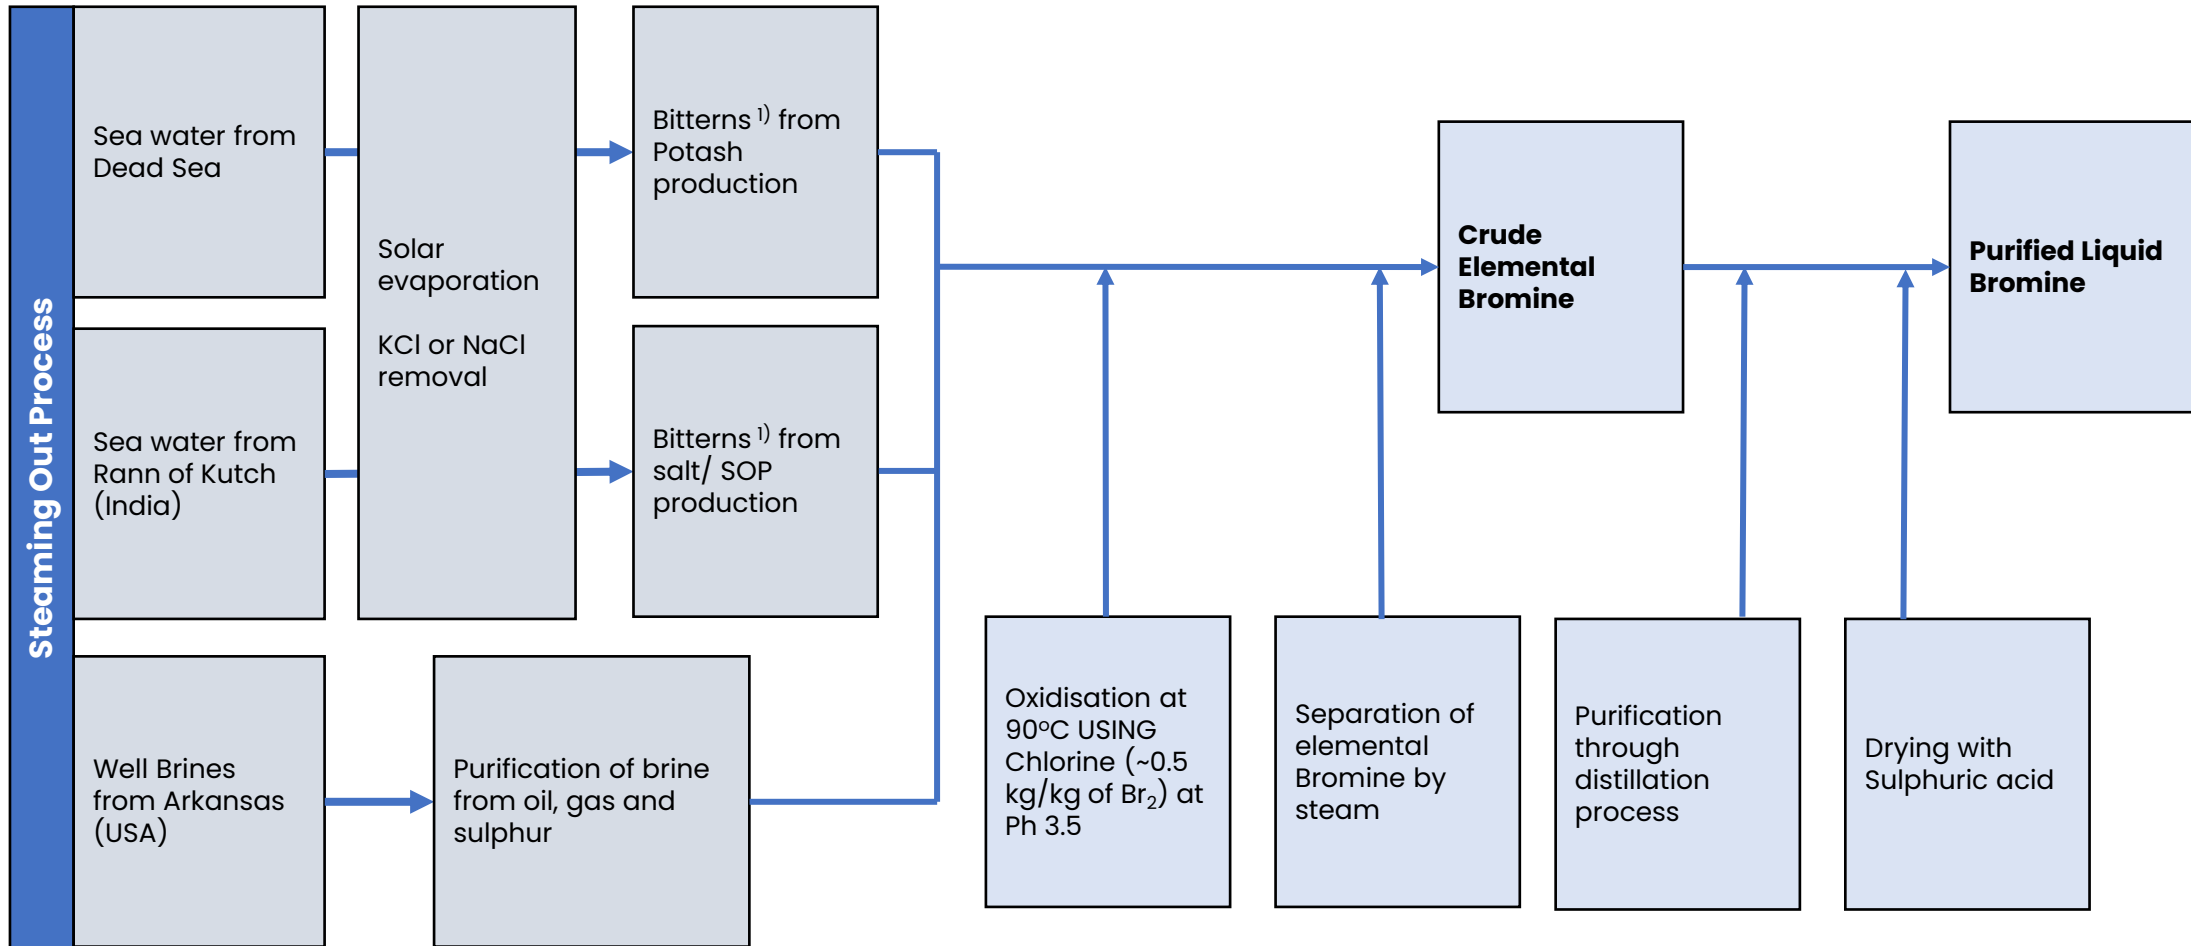 Steaming Out Process
Sea water from
Dead Sea
Solar
evaporation
KCl or NaCl
removal
Bitterns ¹⁾ from
Potash
production
Sea water from
Rann of Kutch
(India)
Bitterns ¹⁾ from
salt/ SOP
production
Well Brines
from Arkansas
(USA)
Purification of brine
from oil, gas and
sulphur
Oxidisation at
90ºC USING
Chlorine (~0.5
kg/kg of Br₂) at
Ph 3.5
Separation of
elemental
Bromine by
steam
Crude
Elemental
Bromine
Purification
through
distillation
process
Drying with
Sulphuric acid
Purified Liquid
Bromine